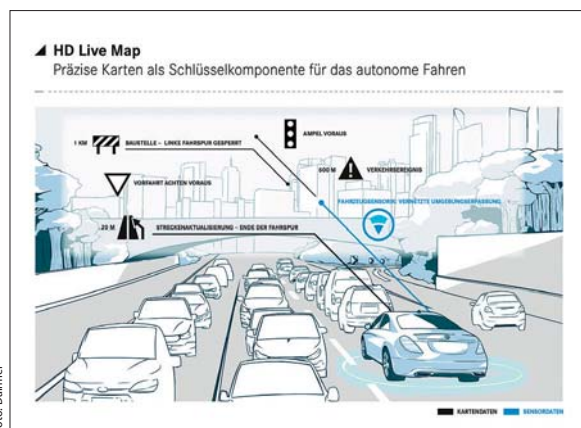 HD Live Map
Präzise Karten als Schlüsselkomponente für das autonome Fahren
AMPEL VORAUS
1 KM BAUSTELLE - LINKE FAHRSPUR GESPERRT
500 M VERKEHRSEREIGNIS
VORFAHRT ACHTEN VORAUS
FAHRZEUGSENSORIK: VERNETZTE UMGEBUNGSERFASSUNG
20 M STRECKENAKTUALISIERUNG - ENDE DER FAHRSPUR
KARTENDATEN SENSORDATEN